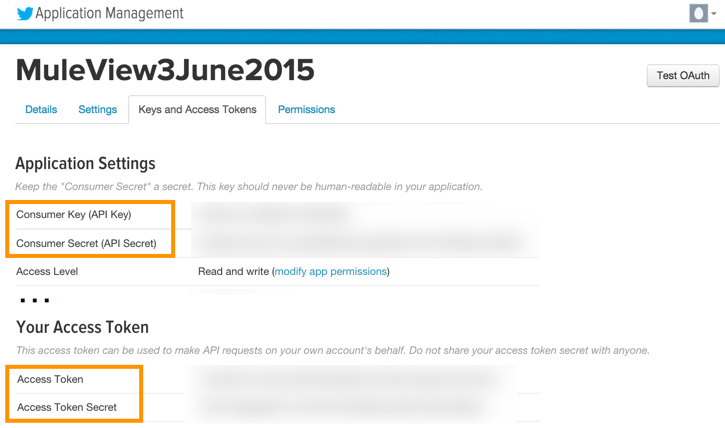 Application Management
MuleView3June2015
Test OAuth
Details Settings Keys and Access Tokens Permissions
Application Settings
Keep the "Consumer Secret" a secret. This key should never be human-readable in your application.
Consumer Key (API Key)
Consumer Secret (API Secret)
Access Level Read and write (modify app permissions)
...
Your Access Token
This access token can be used to make API requests on your own account's behalf. Do not share your access token secret with anyone.
Access Token
Access Token Secret